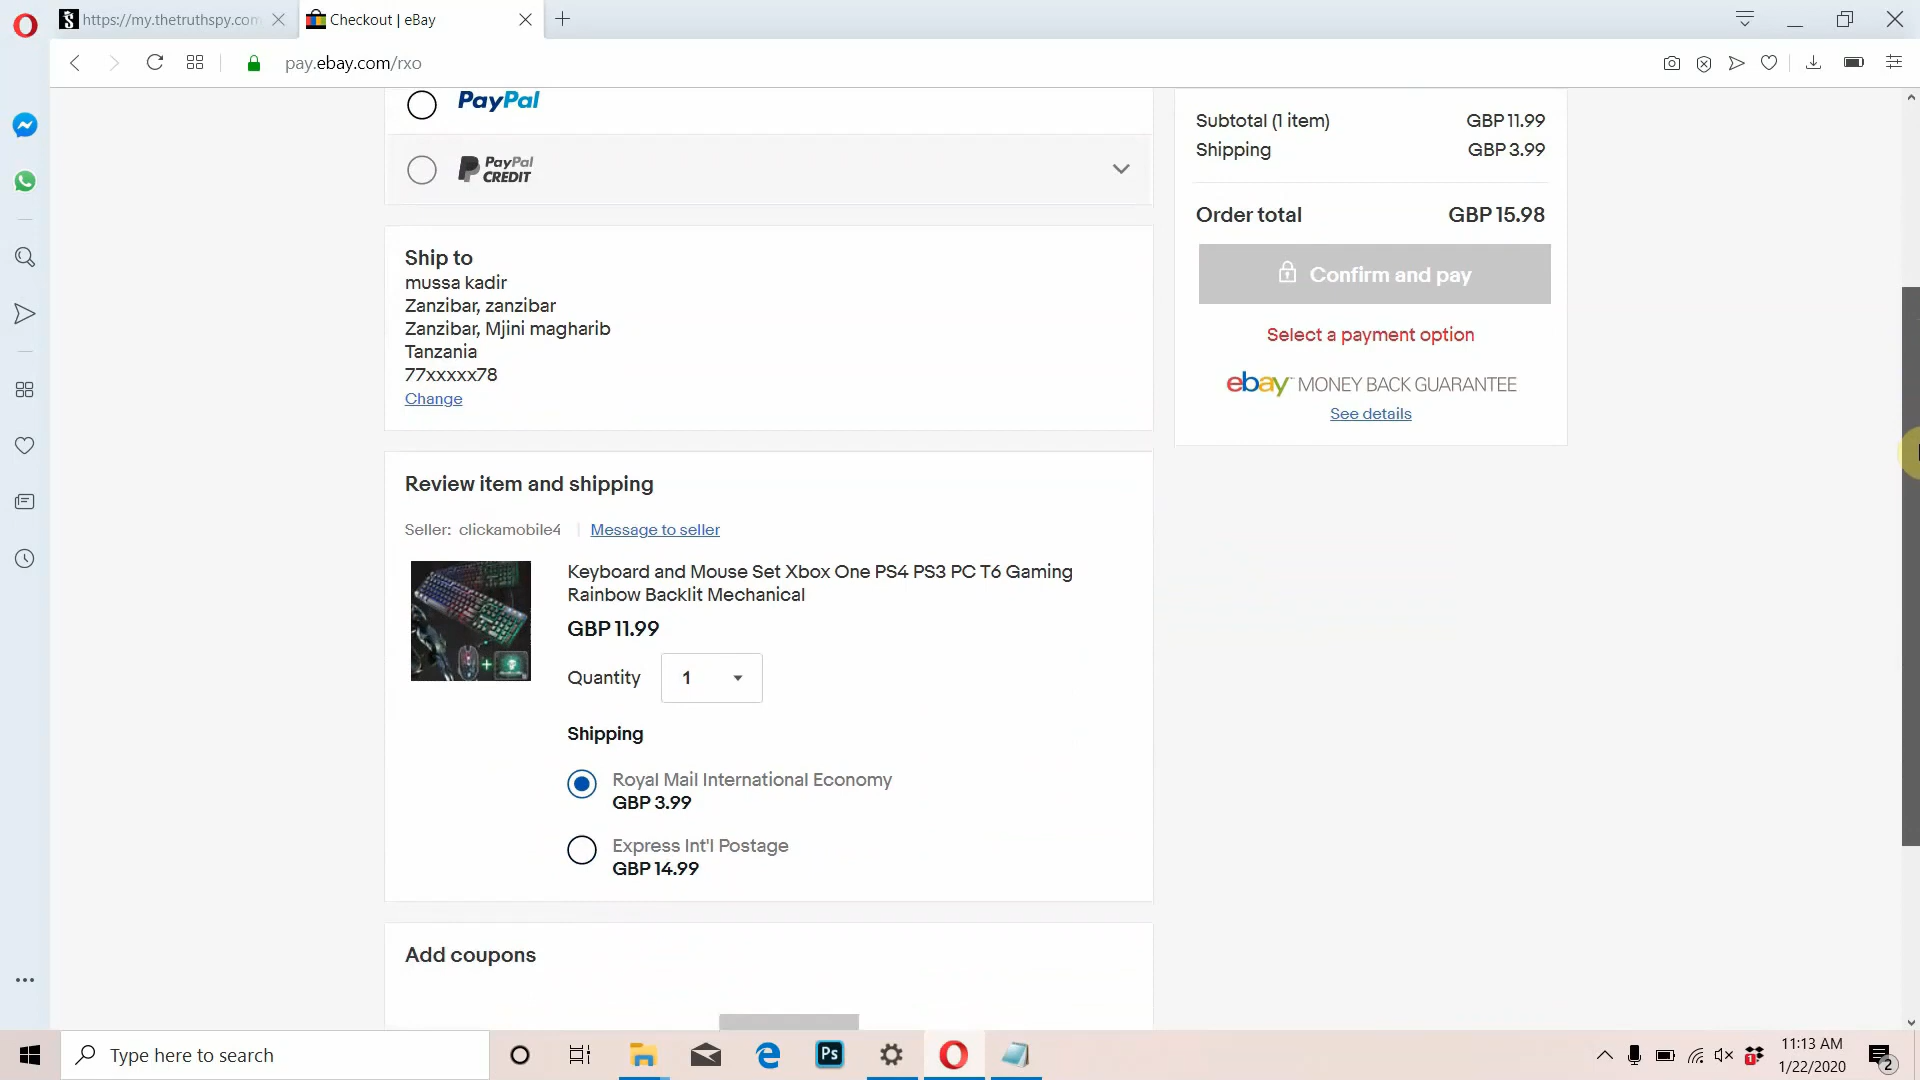 https://my.thetruthspy.com
Checkout | eBay
pay.ebay.com/rxo
PayPal
PayPal
CREDIT
Subtotal (1 item) GBP 11.99
Shipping GBP 3.99
Order total GBP 15.98
Confirm and pay
Select a payment option
ebay MONEY BACK GUARANTEE
See details
Ship to
mussa kadir
Zanzibar, zanzibar
Zanzibar, Mjini magharib
Tanzania
77xxxxx78
Change
Review item and shipping
Seller: clickamobile4 Message to seller
Keyboard and Mouse Set Xbox One PS4 PS3 PC T6 Gaming
Rainbow Backlit Mechanical
GBP 11.99
Quantity 1
Shipping
Royal Mail International Economy
GBP 3.99
Express Int'l Postage
GBP 14.99
Add coupons
Type here to search
Ps
11:13 AM
1/22/2020
2